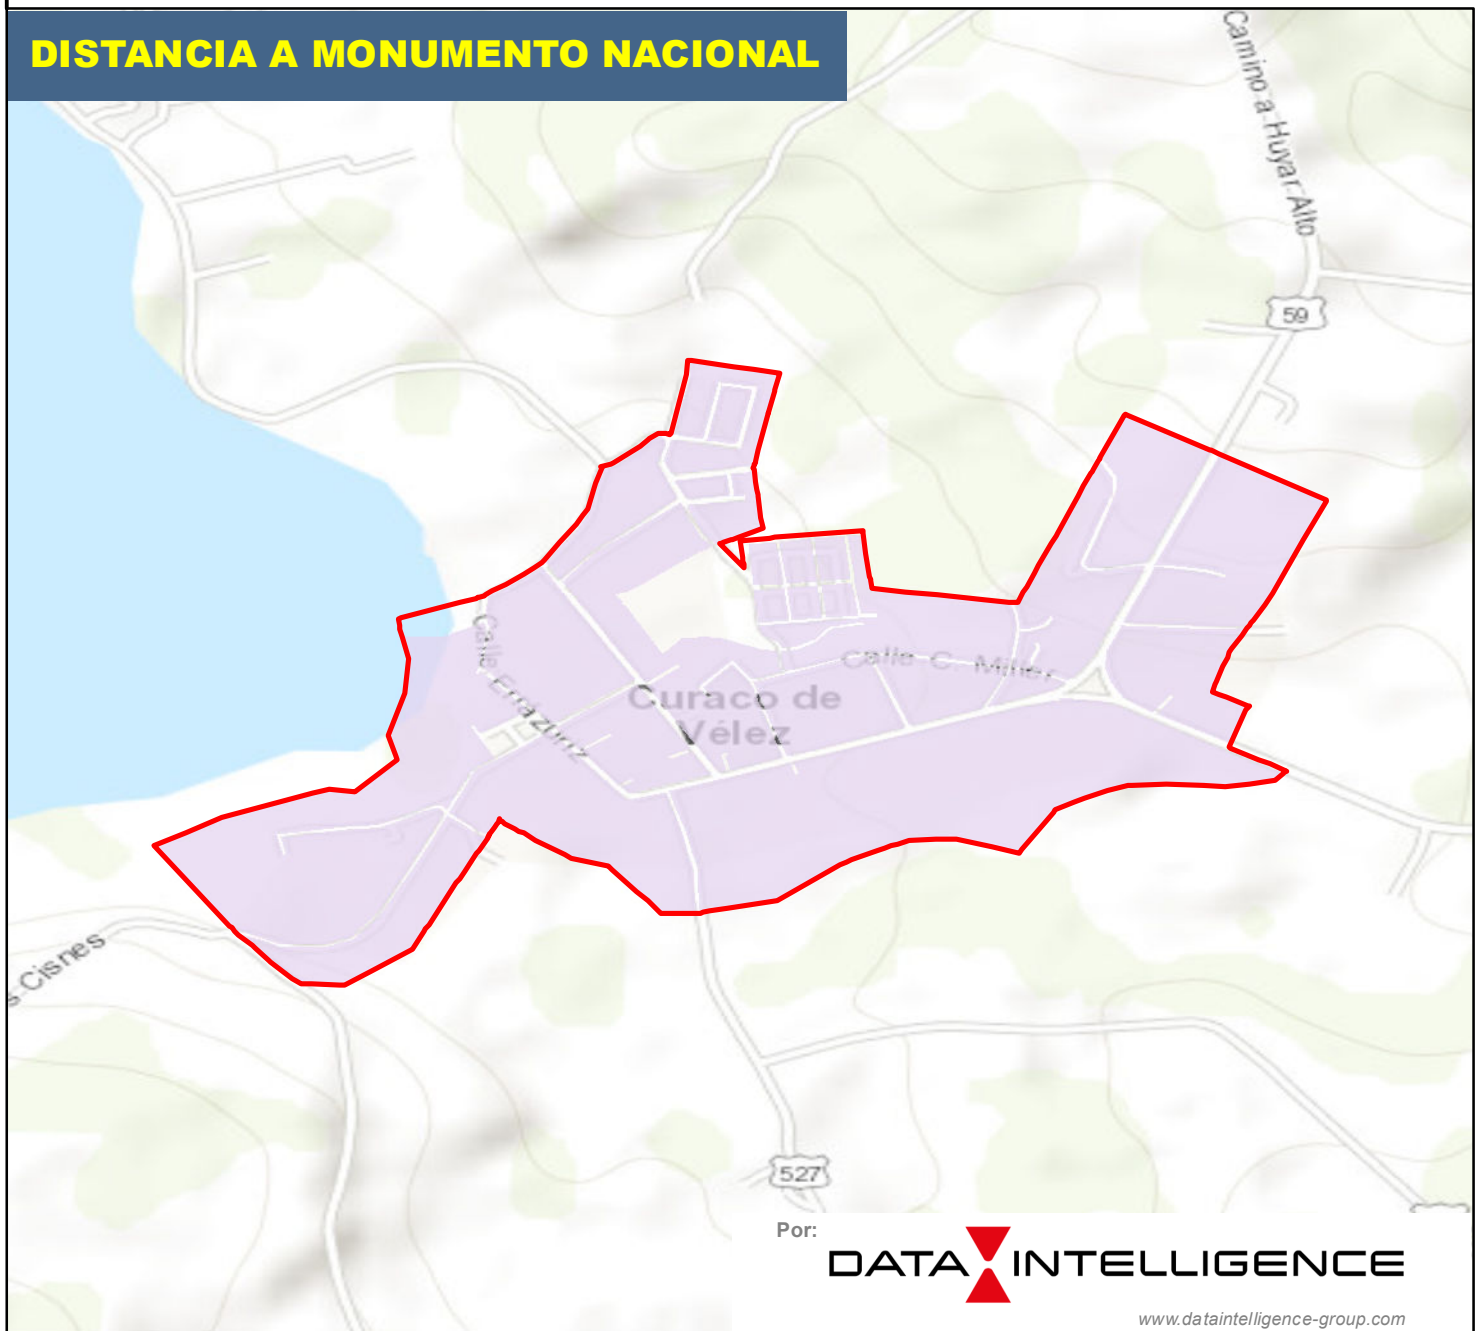 DISTANCIA A MONUMENTO NACIONAL
Camino a Huyar Alto
59
Calle Errázuriz
Calle C. Miller
Curaco de
Vélez
s-Cisnes
527
Por:
DATA INTELLIGENCE
www.dataintelligence-group.com